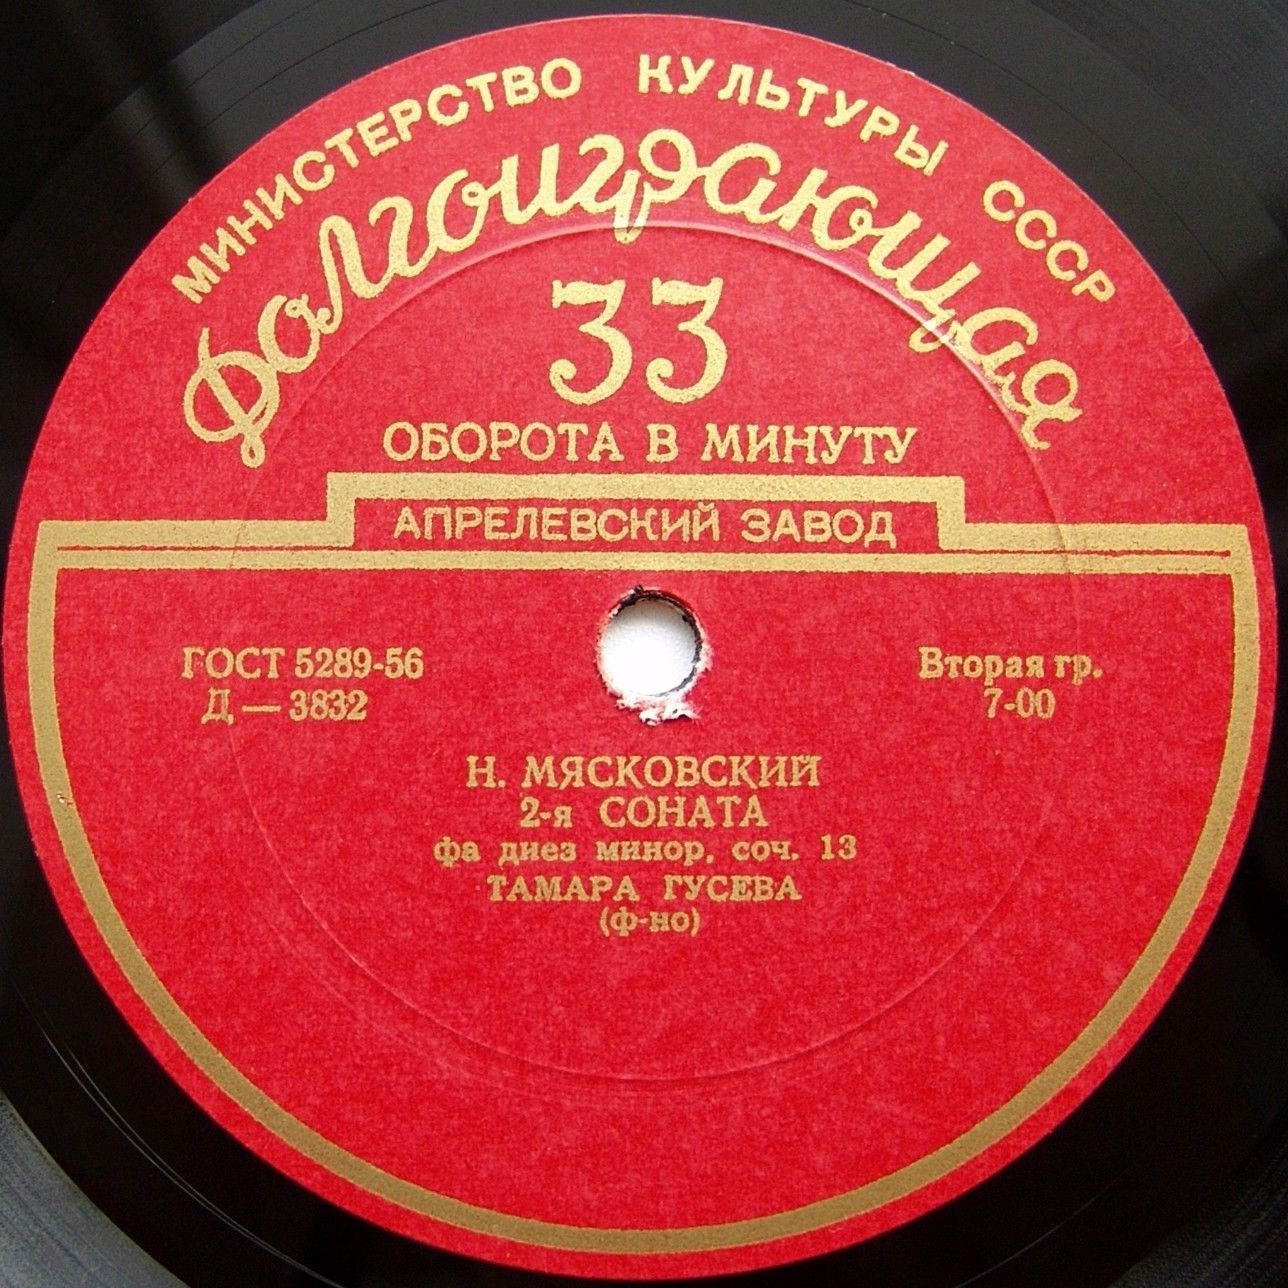 МИНИСТЕРСТВО КУЛЬТУРЫ СССР
Долгоиграющая
33
ОБОРОТА В МИНУТУ
АПРЕЛЕВСКИЙ ЗАВОД
ГОСТ 5289-56
Д — 3832
Вторая гр.
7-00
Н. МЯСКОВСКИЙ
2-я СОНАТА
фа диез минор, соч. 13
ТАМАРА ГУСЕВА
(ф-но)